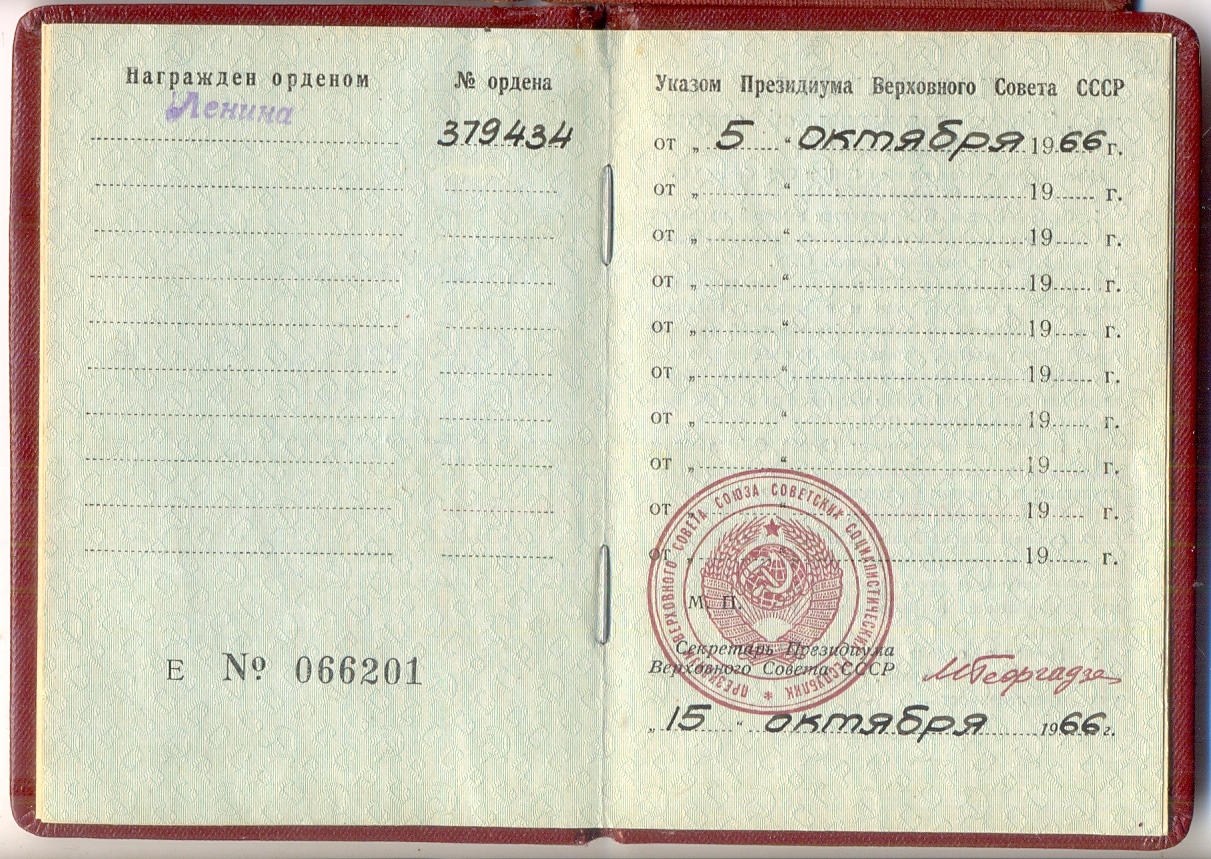 Награжден орденом
Ленина
№ ордена
379434
Е № 066201
Указом Президиума Верховного Совета СССР
от „ 5 “ октября 1966 г.
от „ “ 19 г.
от „ “ 19 г.
от „ “ 19 г.
от „ “ 19 г.
от „ “ 19 г.
от „ “ 19 г.
от „ “ 19 г.
от „ “ 19 г.
от „ “ 19 г.
ПРЕЗИДИУМ ВЕРХОВНОГО СОВЕТА СОЮЗА СОВЕТСКИХ СОЦИАЛИСТИЧЕСКИХ РЕСПУБЛИК
М. П.
Секретарь Президиума
Верховного Совета СССР
МГеоргадзе
„ 15 “ октября 1966 г.